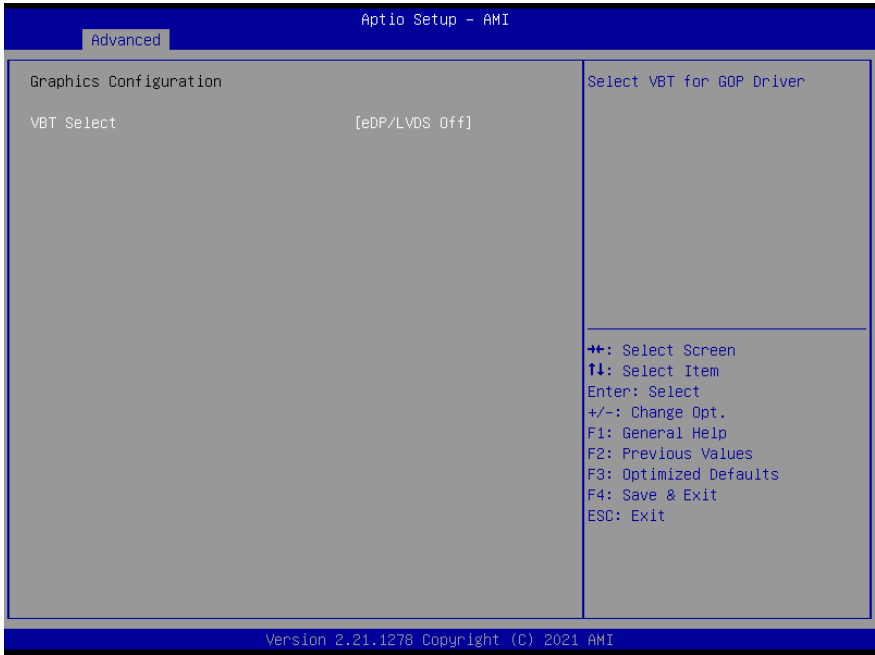 Aptio Setup – AMI
Advanced
Graphics Configuration
VBT Select [eDP/LVDS Off]
Select VBT for GOP Driver
→←: Select Screen
↑↓: Select Item
Enter: Select
+/-: Change Opt.
F1: General Help
F2: Previous Values
F3: Optimized Defaults
F4: Save & Exit
ESC: Exit
Version 2.21.1278 Copyright (C) 2021 AMI